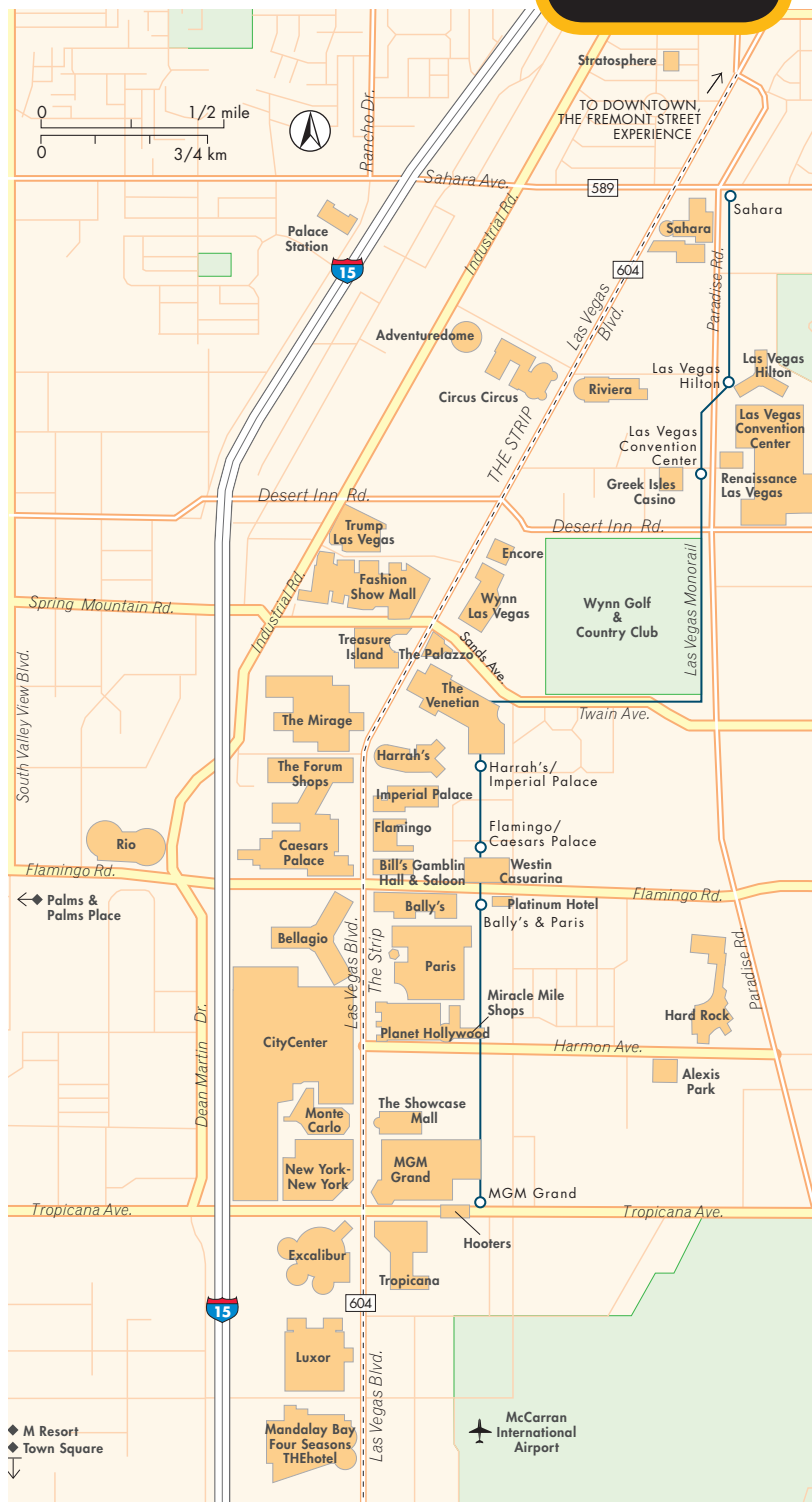 Stratosphere
TO DOWNTOWN,
THE FREMONT STREET
EXPERIENCE
0
1/2 mile
0
3/4 km
Rancho Dr.
Sahara Ave.
589
Sahara
Sahara
Palace
Station
15
Industrial Rd.
604
Las Vegas
Blvd.
Paradise Rd.
Adventuredome
Circus Circus
Riviera
Las Vegas
Hilton
Las Vegas
Hilton
THE STRIP
Las Vegas
Convention
Center
Las Vegas
Convention
Center
Greek Isles
Casino
Renaissance
Las Vegas
Desert Inn Rd.
Desert Inn Rd.
Trump
Las Vegas
Encore
Fashion
Show Mall
Wynn
Las Vegas
Wynn Golf
&
Country Club
Las Vegas Monorail
Spring Mountain Rd.
Industrial Rd.
Treasure
Island
The Palazzo
Sands Ave.
South Valley View Blvd.
The
Venetian
Twain Ave.
The Mirage
Harrah's
Harrah's/
Imperial Palace
The Forum
Shops
Imperial Palace
Rio
Caesars
Palace
Flamingo
Flamingo/
Caesars Palace
Bill's Gamblin
Hall & Saloon
Westin
Casuarina
Flamingo Rd.
Flamingo Rd.
Palms &
Palms Place
Bally's
Platinum Hotel
Bally's & Paris
Bellagio
Las Vegas Blvd.
The Strip
Paris
Paradise Rd.
Miracle Mile
Shops
Hard Rock
CityCenter
Planet Hollywood
Harmon Ave.
Dean Martin Dr.
Alexis
Park
Monte
Carlo
The Showcase
Mall
New York-
New York
MGM
Grand
MGM Grand
Tropicana Ave.
Tropicana Ave.
Hooters
Excalibur
Tropicana
15
604
Luxor
Las Vegas Blvd.
M Resort
Town Square
Mandalay Bay
Four Seasons
THEhotel
McCarran
International
Airport